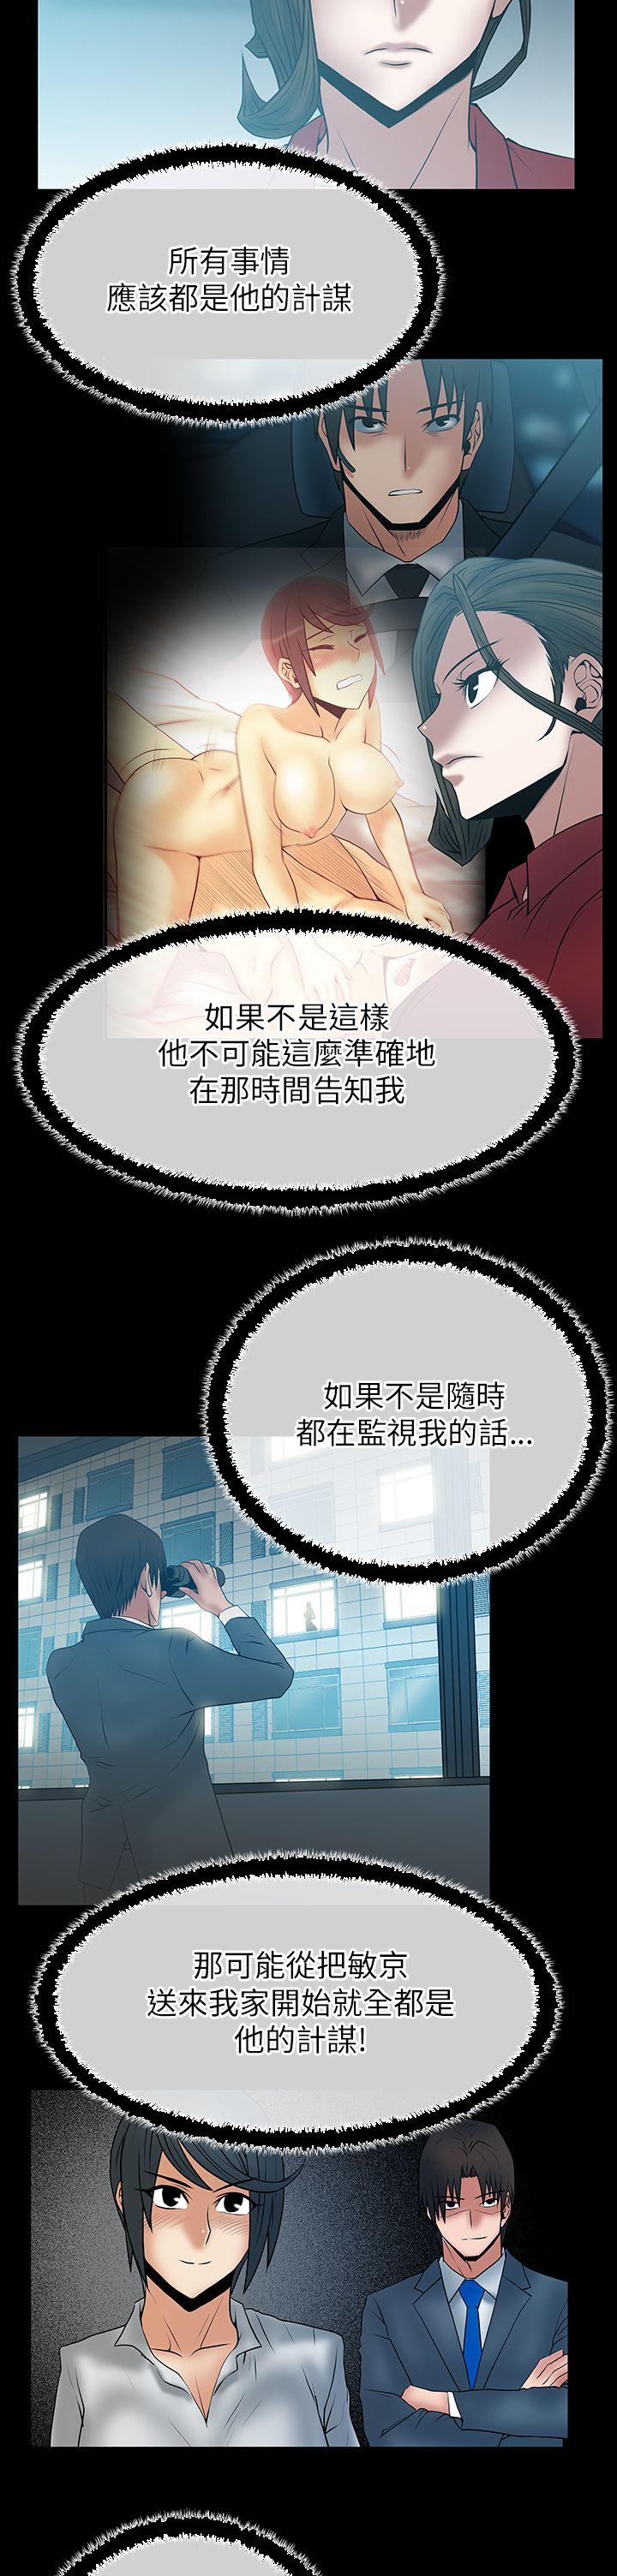 所有事情
應該都是他的計謀
如果不是這樣
他不可能這麼準確地
在那時間告知我
如果不是隨時
都在監視我的話...
那可能從把敏京
送來我家開始就全都是
他的計謀!